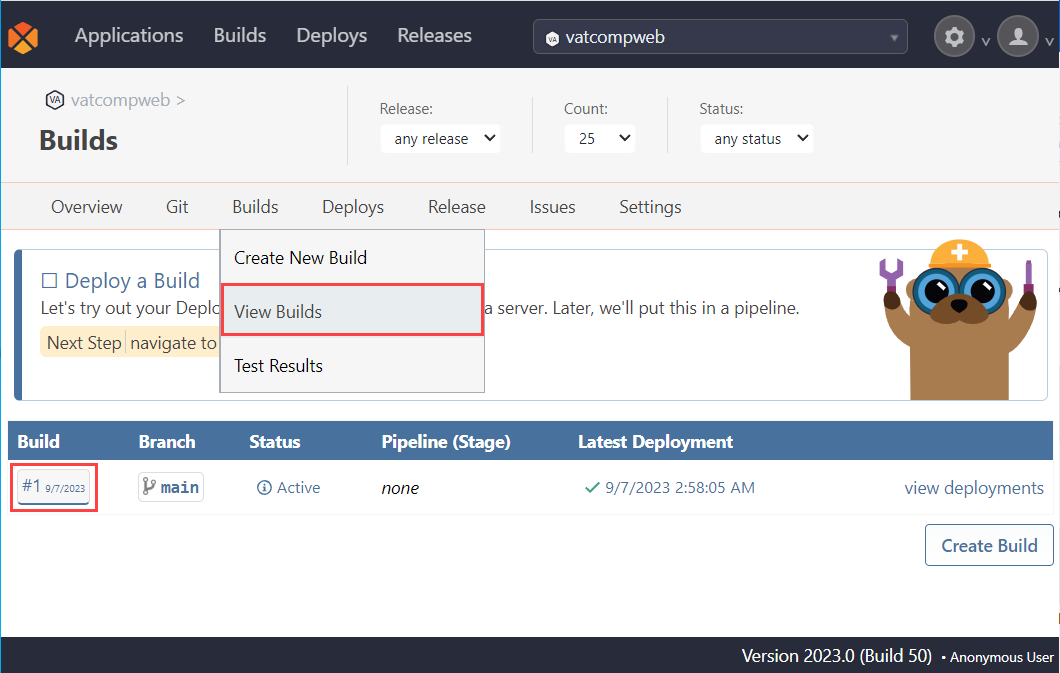 Applications Builds Deploys Releases VA vatcompweb
VA vatcompweb >
Builds
Release: Count: Status:
any release 25 any status
Overview Git Builds Deploys Release Issues Settings
Create New Build
View Builds
Test Results
Deploy a Build
Let's try out your Deplo a server. Later, we'll put this in a pipeline.
Next Step navigate to
Build Branch Status Pipeline (Stage) Latest Deployment
#1 9/7/2023 main Active none 9/7/2023 2:58:05 AM view deployments
Create Build
Version 2023.0 (Build 50) • Anonymous User